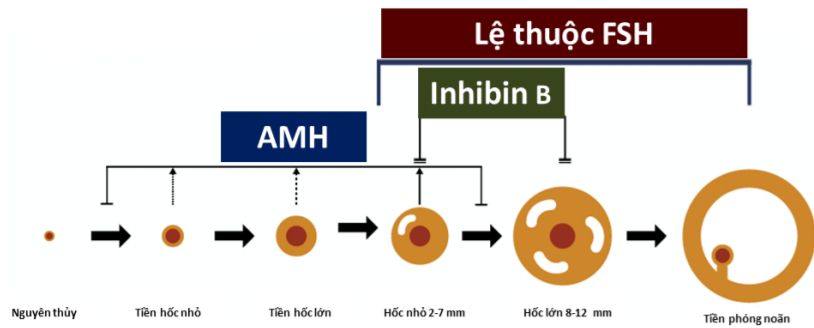 Lệ thuộc FSH
Inhibin B
AMH
Nguyên thủy
Tiền hốc nhỏ
Tiền hốc lớn
Hốc nhỏ 2-7 mm
Hốc lớn 8-12 mm
Tiền phóng noãn